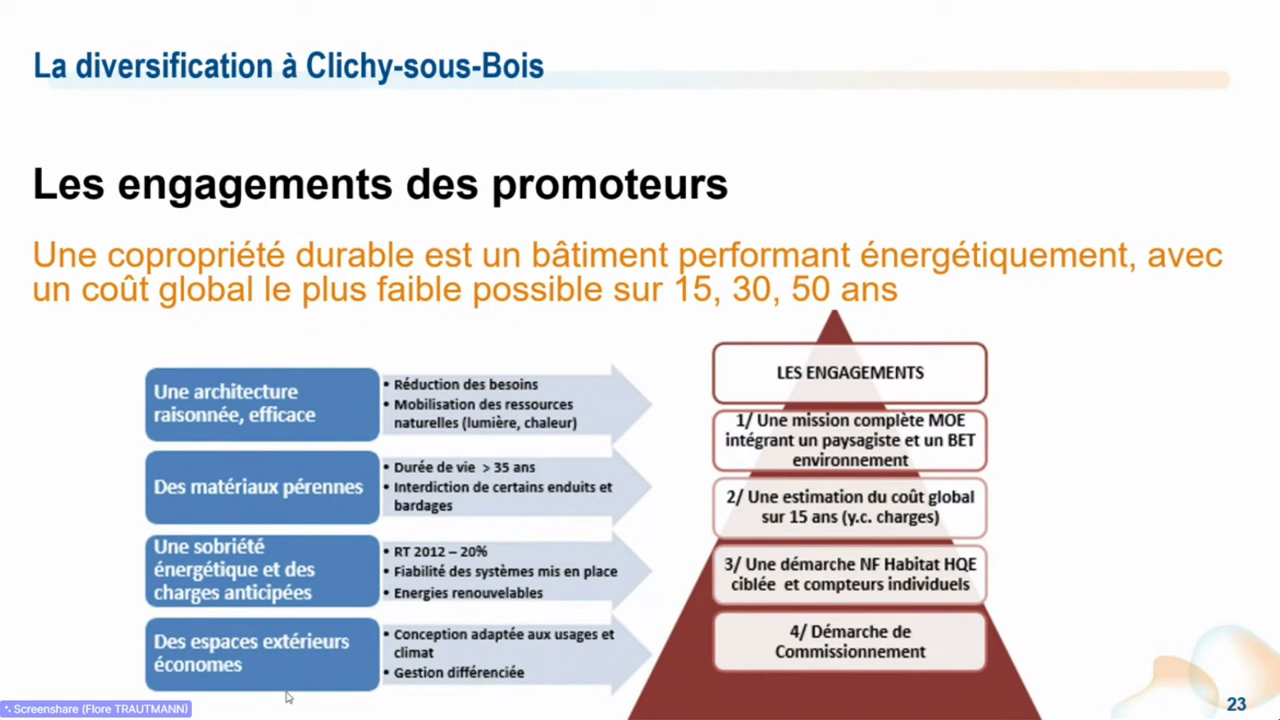 La diversification à Clichy-sous-Bois
Les engagements des promoteurs
Une copropriété durable est un bâtiment performant énergétiquement, avec
un coût global le plus faible possible sur 15, 30, 50 ans
Une architecture
raisonnée, efficace
• Réduction des besoins
• Mobilisation des ressources
naturelles (lumière, chaleur)
Des matériaux pérennes
• Durée de vie > 35 ans
• Interdiction de certains enduits et
bardages
Une sobriété
énergétique et des
charges anticipées
• RT 2012 – 20%
• Fiabilité des systèmes mis en place
• Energies renouvelables
Des espaces extérieurs
économes
• Conception adaptée aux usages et
climat
• Gestion différenciée
LES ENGAGEMENTS
1/ Une mission complète MOE
intégrant un paysagiste et un BET
environnement
2/ Une estimation du coût global
sur 15 ans (y.c. charges)
3/ Une démarche NF Habitat HQE
ciblée et compteurs individuels
4/ Démarche de
Commissionnement
Screenshare (Flore TRAUTMANN)
23